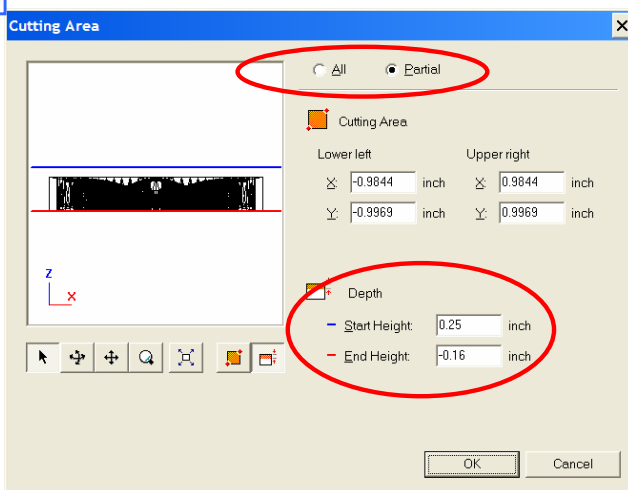 Cutting Area
All Partial
Cutting Area
Lower left Upper right
X: -0.9844 inch X: 0.9844 inch
Y: -0.9969 inch Y: 0.9969 inch
Z
X
Depth
Start Height: 0.25 inch
End Height: -0.16 inch
OK Cancel